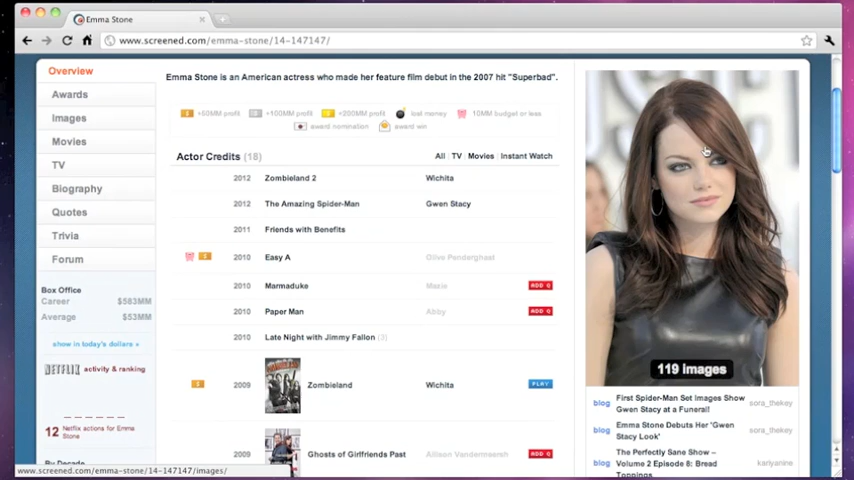 Emma Stone
www.screened.com/emma-stone/14-147147/
Overview
Awards
Images
Movies
TV
Biography
Quotes
Trivia
Forum
Box Office
Career $583MM
Average $53MM
show in today's dollars »
NETFLIX activity & ranking
12 Netflix actions for Emma Stone
By Decade
Emma Stone is an American actress who made her feature film debut in the 2007 hit "Superbad".
+50MM profit +100MM profit +200MM profit lost money 10MM budget or less
award nomination award win
Actor Credits (18) All TV Movies Instant Watch
2012 Zombieland 2 Wichita
2012 The Amazing Spider-Man Gwen Stacy
2011 Friends with Benefits
2010 Easy A Olive Penderghast
2010 Marmaduke Mazie ADD Q
2010 Paper Man Abby ADD Q
2010 Late Night with Jimmy Fallon (3)
2009 Zombieland Wichita PLAY
2009 Ghosts of Girlfriends Past Allison Vandermeersh ADD Q
119 images
blog First Spider-Man Set Images Show Gwen Stacy at a Funeral! sora_thekey
blog Emma Stone Debuts Her 'Gwen Stacy Look' sora_thekey
blog The Perfectly Sane Show – Volume 2 Episode 8: Bread Toppings karlyanine
www.screened.com/emma-stone/14-147147/images/